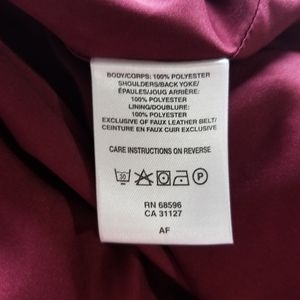 BODY/CORPS: 100% POLYESTER
SHOULDERS/BACK YOKE/
ÉPAULES/JOUG ARRIÈRE:
100% POLYESTER
LINING/DOUBLURE:
100% POLYESTER
EXCLUSIVE OF FAUX LEATHER BELT/
CEINTURE EN FAUX CUIR EXCLUSIVE
CARE INSTRUCTIONS ON REVERSE
30 P
RN 68596
CA 31127
AF